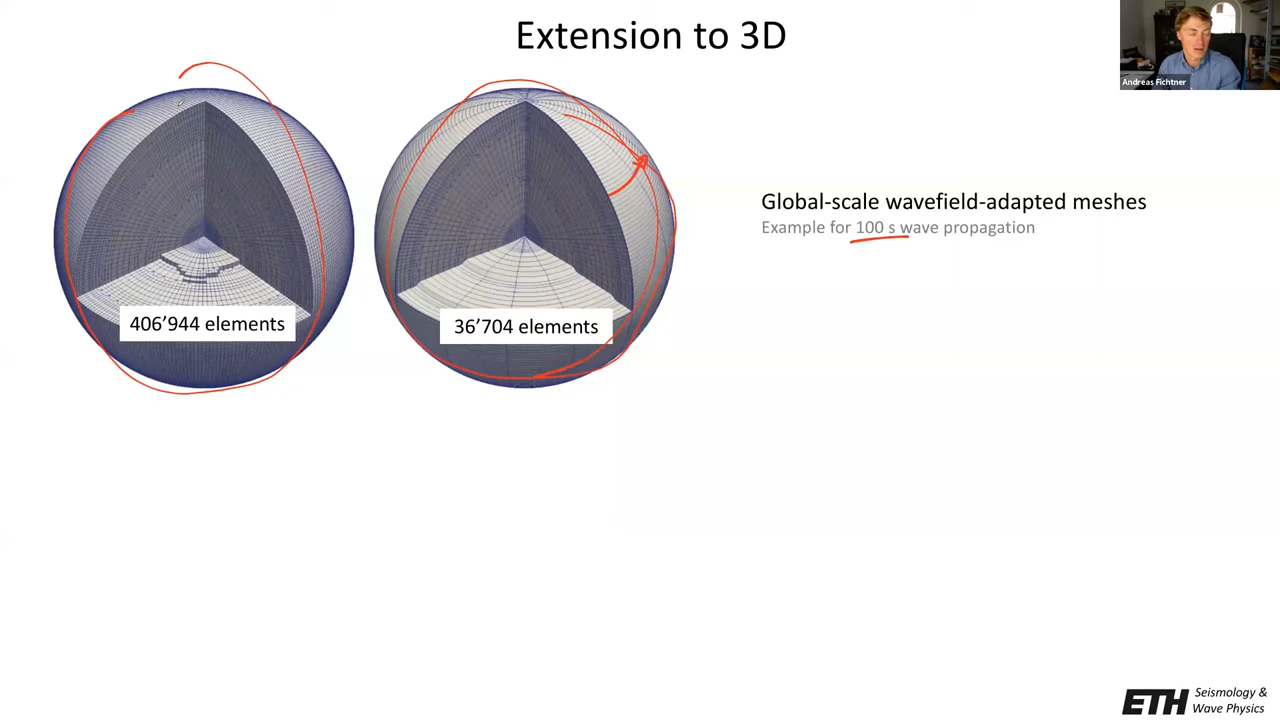 Extension to 3D
Andreas Fichtner
Global-scale wavefield-adapted meshes
Example for 100 s wave propagation
406’944 elements
36’704 elements
ETH Seismology &
Wave Physics